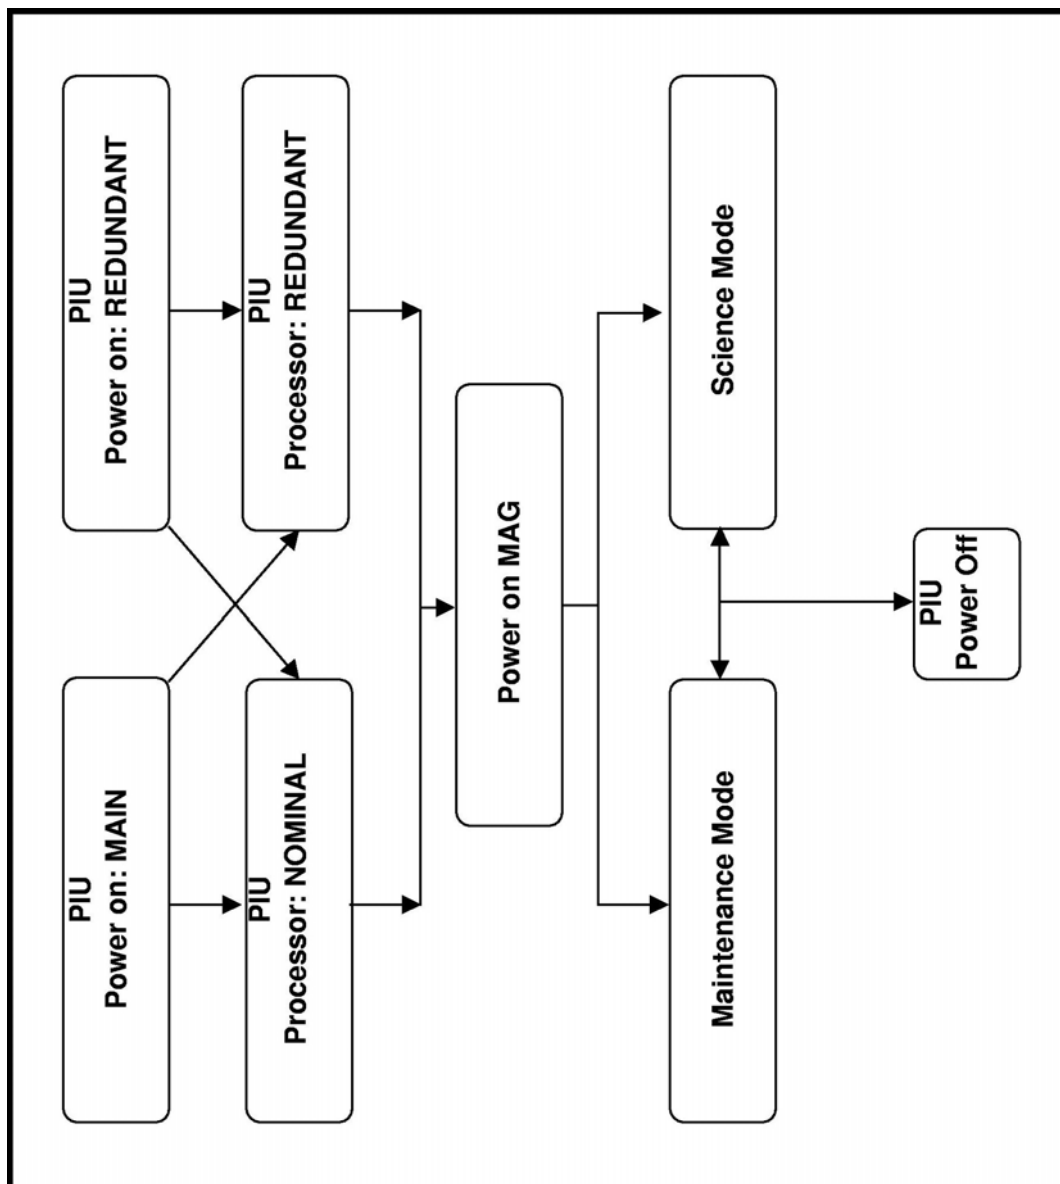 PIU
Power on: MAIN
PIU
Power on: REDUNDANT
PIU
Processor: NOMINAL
PIU
Processor: REDUNDANT
Power on MAG
Maintenance Mode
Science Mode
PIU
Power Off